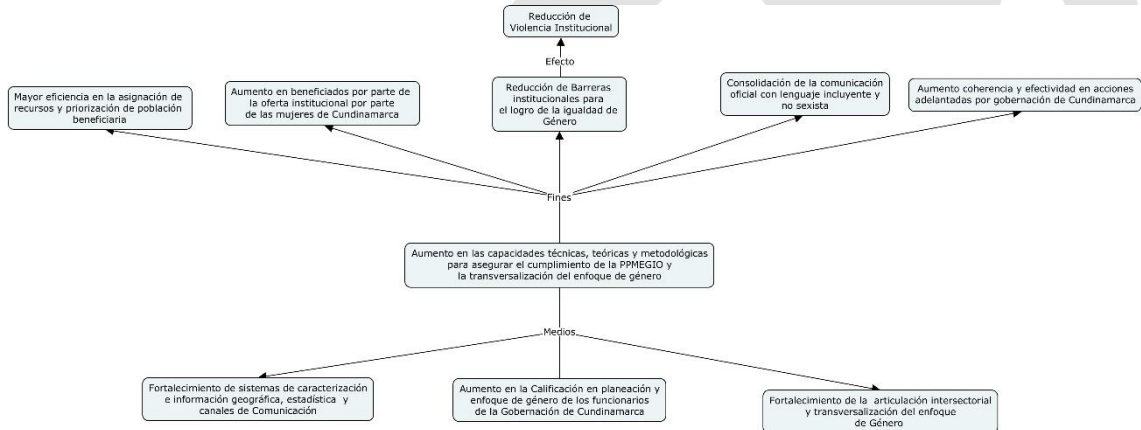 Reducción de
Violencia Institucional
Efecto
Mayor eficiencia en la asignación de
recursos y priorización de población
beneficiaria
Aumento en beneficiados por parte de
la oferta institucional por parte
de las mujeres de Cundinamarca
Reducción de Barreras
institucionales para
el logro de la igualdad de
Género
Consolidación de la comunicación
oficial con lenguaje incluyente y
no sexista
Aumento coherencia y efectividad en acciones
adelantadas por gobernación de Cundinamarca
Fines
Aumento en las capacidades técnicas, teóricas y metodológicas
para asegurar el cumplimiento de la PPMEGIO y
la transversalización del enfoque de género
Medios
Fortalecimiento de sistemas de caracterización
e información geográfica, estadística y
canales de Comunicación
Aumento en la Calificación en planeación y
enfoque de género de los funcionarios
de la Gobernación de Cundinamarca
Fortalecimiento de la articulación intersectorial
y transversalización del enfoque
de Género